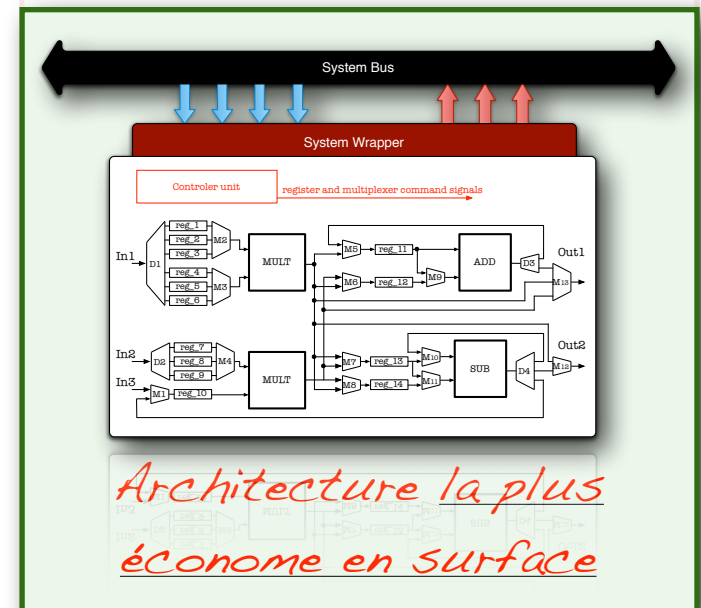 System Bus
System Wrapper
Controler unit
register and multiplexer command signals
In1
D1
reg_1
reg_2
reg_3
reg_4
reg_5
reg_6
M2
M3
MULT
M5
reg_11
M6
reg_12
M9
ADD
D3
Out1
M13
In2
D2
reg_7
reg_8
reg_9
M4
In3
M1
reg_10
MULT
M7
reg_13
M8
reg_14
M10
M11
SUB
D4
Out2
M12
Architecture la plus
économe en surface